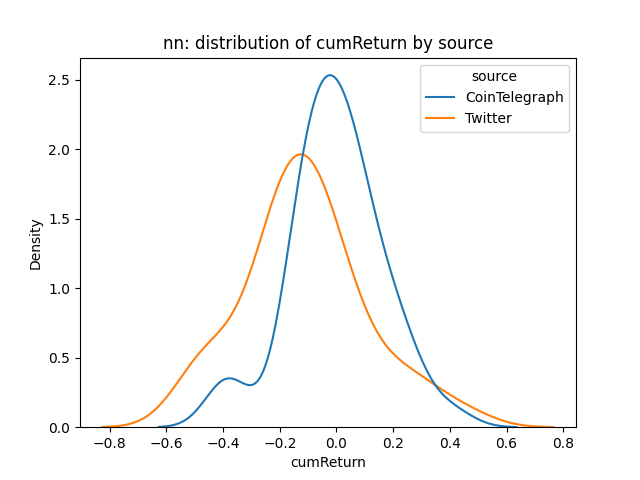 nn: distribution of cumReturn by source
source
CoinTelegraph
Twitter
2.5
2.0
1.5
1.0
0.5
0.0
Density
−0.8 −0.6 −0.4 −0.2 0.0 0.2 0.4 0.6 0.8
cumReturn